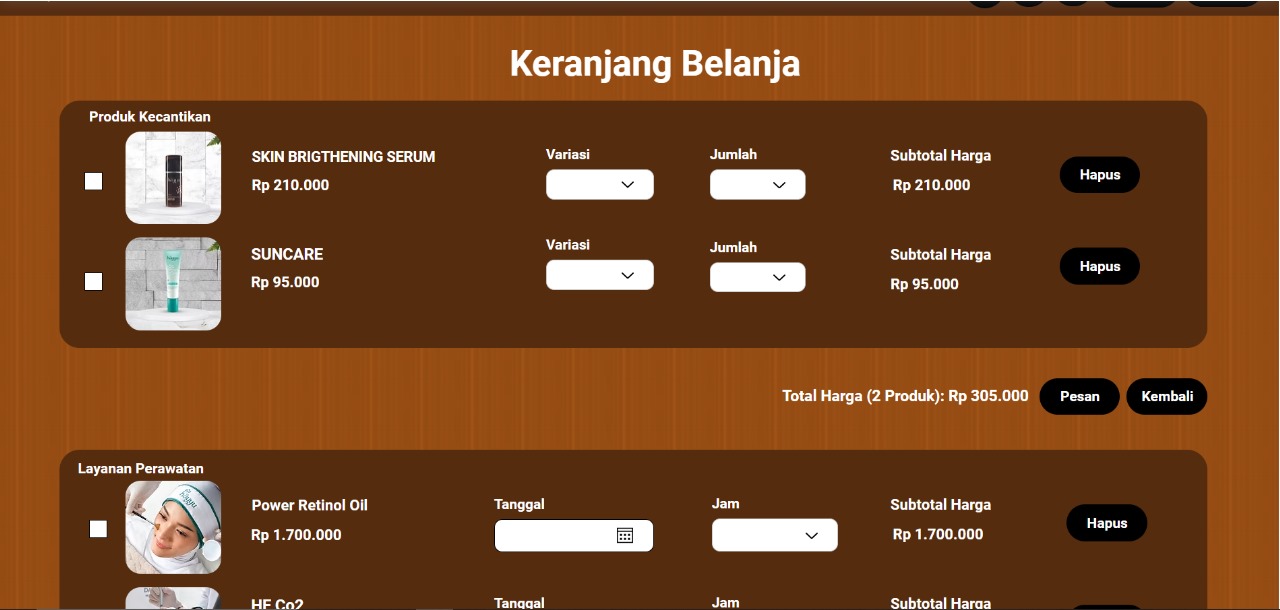 Keranjang Belanja
Produk Kecantikan
SKIN BRIGTHENING SERUM
Rp 210.000
Variasi
Jumlah
Subtotal Harga
Rp 210.000
Hapus
SUNCARE
Rp 95.000
Variasi
Jumlah
Subtotal Harga
Rp 95.000
Hapus
Total Harga (2 Produk): Rp 305.000
Pesan
Kembali
Layanan Perawatan
Power Retinol Oil
Rp 1.700.000
Tanggal
Jam
Subtotal Harga
Rp 1.700.000
Hapus
HF Co2
Tanggal
Jam
Subtotal Harga